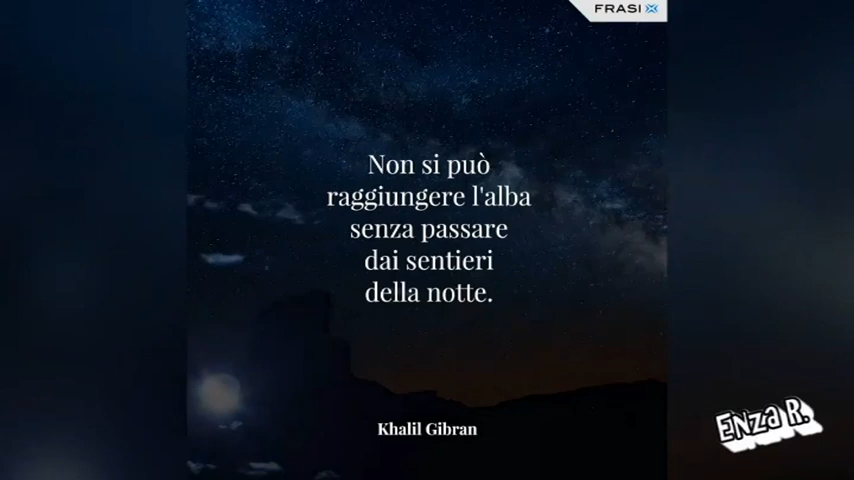 FRASI X
Non si può
raggiungere l'alba
senza passare
dai sentieri
della notte.
Khalil Gibran
ENZA R.